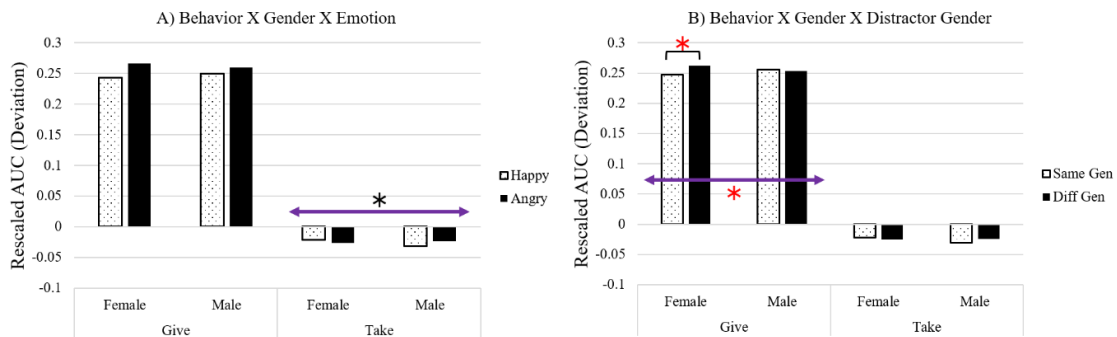 A) Behavior X Gender X Emotion
Rescaled AUC (Deviation)
0.3
0.25
0.2
0.15
0.1
0.05
0
-0.05
-0.1
*
Happy
Angry
Female Male Female Male
Give Take
B) Behavior X Gender X Distractor Gender
Rescaled AUC (Deviation)
0.3
0.25
0.2
0.15
0.1
0.05
0
-0.05
-0.1
*
*
Same Gen
Diff Gen
Female Male Female Male
Give Take